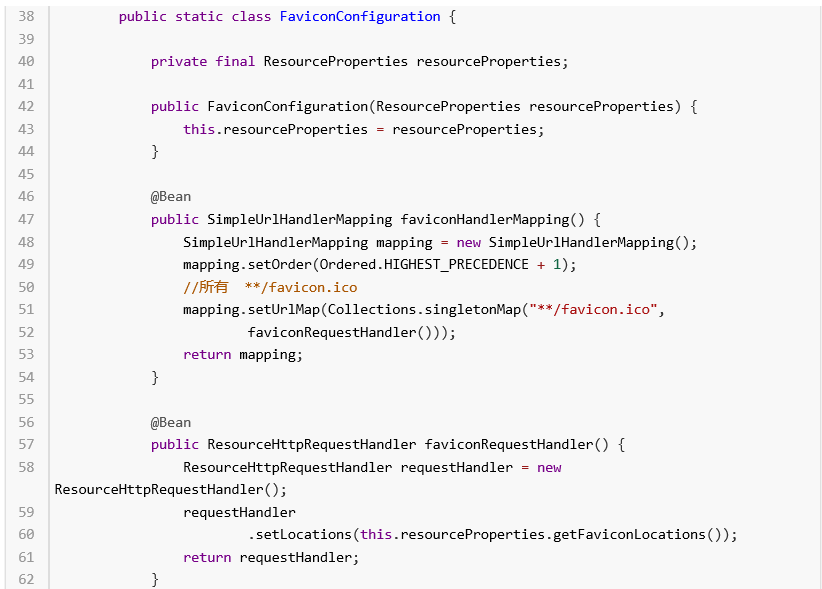 38 public static class FaviconConfiguration {
39
40 private final ResourceProperties resourceProperties;
41
42 public FaviconConfiguration(ResourceProperties resourceProperties) {
43 this.resourceProperties = resourceProperties;
44 }
45
46 @Bean
47 public SimpleUrlHandlerMapping faviconHandlerMapping() {
48 SimpleUrlHandlerMapping mapping = new SimpleUrlHandlerMapping();
49 mapping.setOrder(Ordered.HIGHEST_PRECEDENCE + 1);
50 //所有  **/favicon.ico
51 mapping.setUrlMap(Collections.singletonMap("**/favicon.ico",
52 faviconRequestHandler()));
53 return mapping;
54 }
55
56 @Bean
57 public ResourceHttpRequestHandler faviconRequestHandler() {
58 ResourceHttpRequestHandler requestHandler = new
ResourceHttpRequestHandler();
59 requestHandler
60 .setLocations(this.resourceProperties.getFaviconLocations());
61 return requestHandler;
62 }